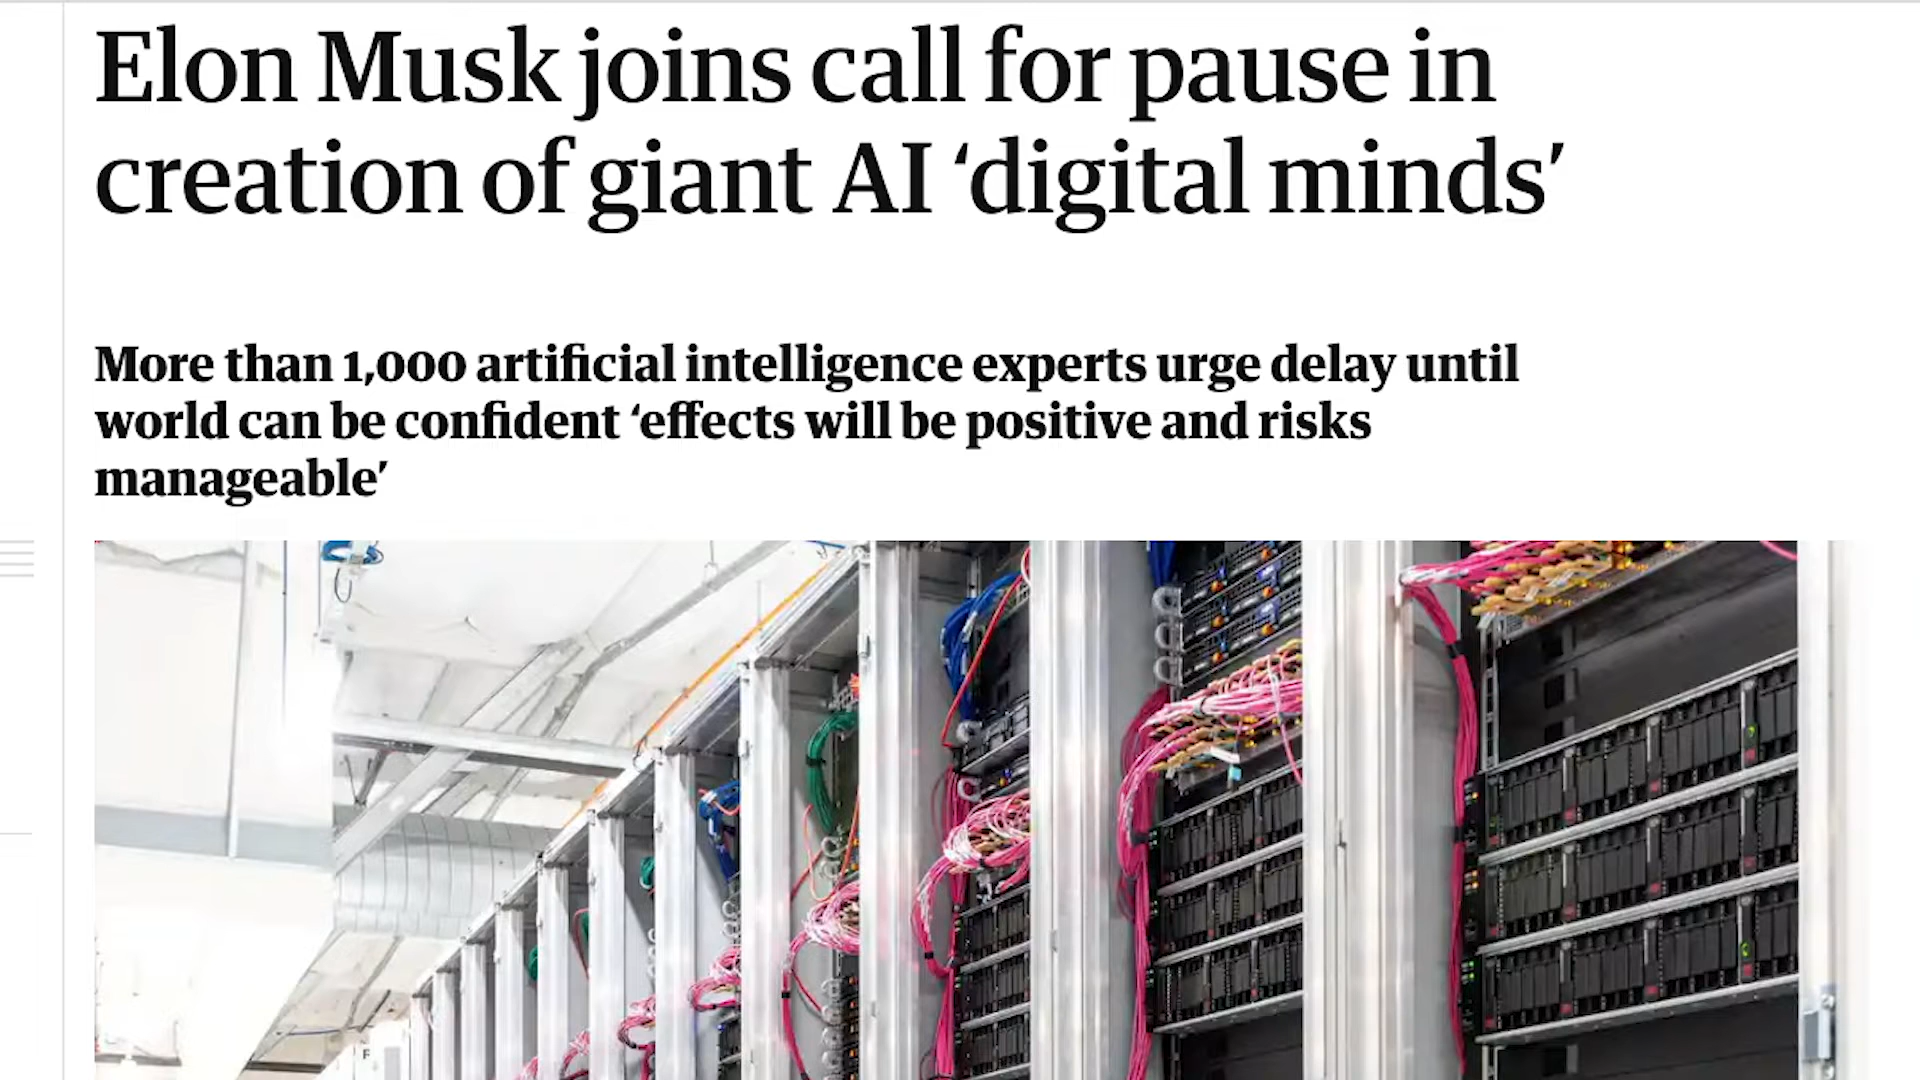 Elon Musk joins call for pause in
creation of giant AI ‘digital minds’
More than 1,000 artificial intelligence experts urge delay until
world can be confident ‘effects will be positive and risks
manageable’